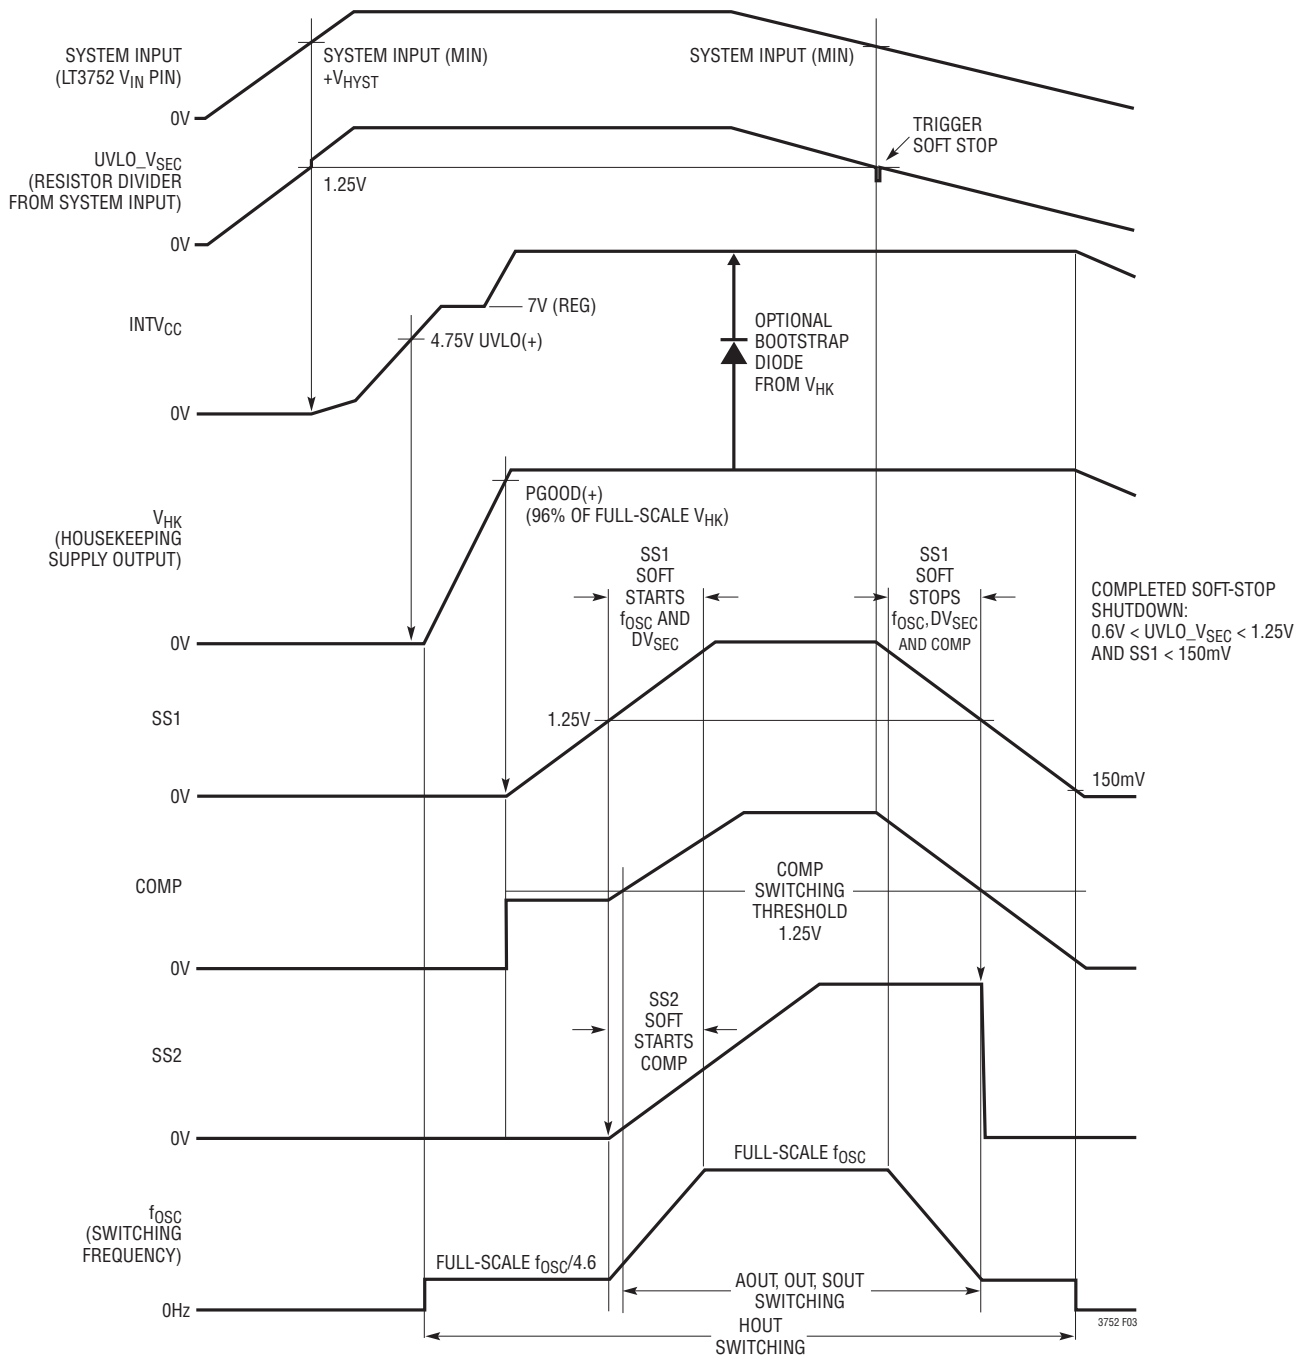 SYSTEM INPUT
(LT3752 VIN PIN)
0V
SYSTEM INPUT (MIN)
+VHYST
SYSTEM INPUT (MIN)
TRIGGER
SOFT STOP
UVLO_VSEC
(RESISTOR DIVIDER
FROM SYSTEM INPUT)
1.25V
0V
INTVCC
7V (REG)
4.75V UVLO(+)
OPTIONAL
BOOTSTRAP
DIODE
FROM VHK
0V
VHK
(HOUSEKEEPING
SUPPLY OUTPUT)
PGOOD(+)
(96% OF FULL-SCALE VHK)
0V
SS1
SOFT
STARTS
fOSC AND
DVSEC
SS1
SOFT
STOPS
fOSC, DVSEC
AND COMP
COMPLETED SOFT-STOP
SHUTDOWN:
0.6V < UVLO_VSEC < 1.25V
AND SS1 < 150mV
SS1
1.25V
150mV
0V
COMP
COMP
SWITCHING
THRESHOLD
1.25V
0V
SS2
SS2
SOFT
STARTS
COMP
0V
FULL-SCALE fOSC
fOSC
(SWITCHING
FREQUENCY)
FULL-SCALE fOSC/4.6
AOUT, OUT, SOUT
SWITCHING
0Hz
HOUT
SWITCHING
3752 F03